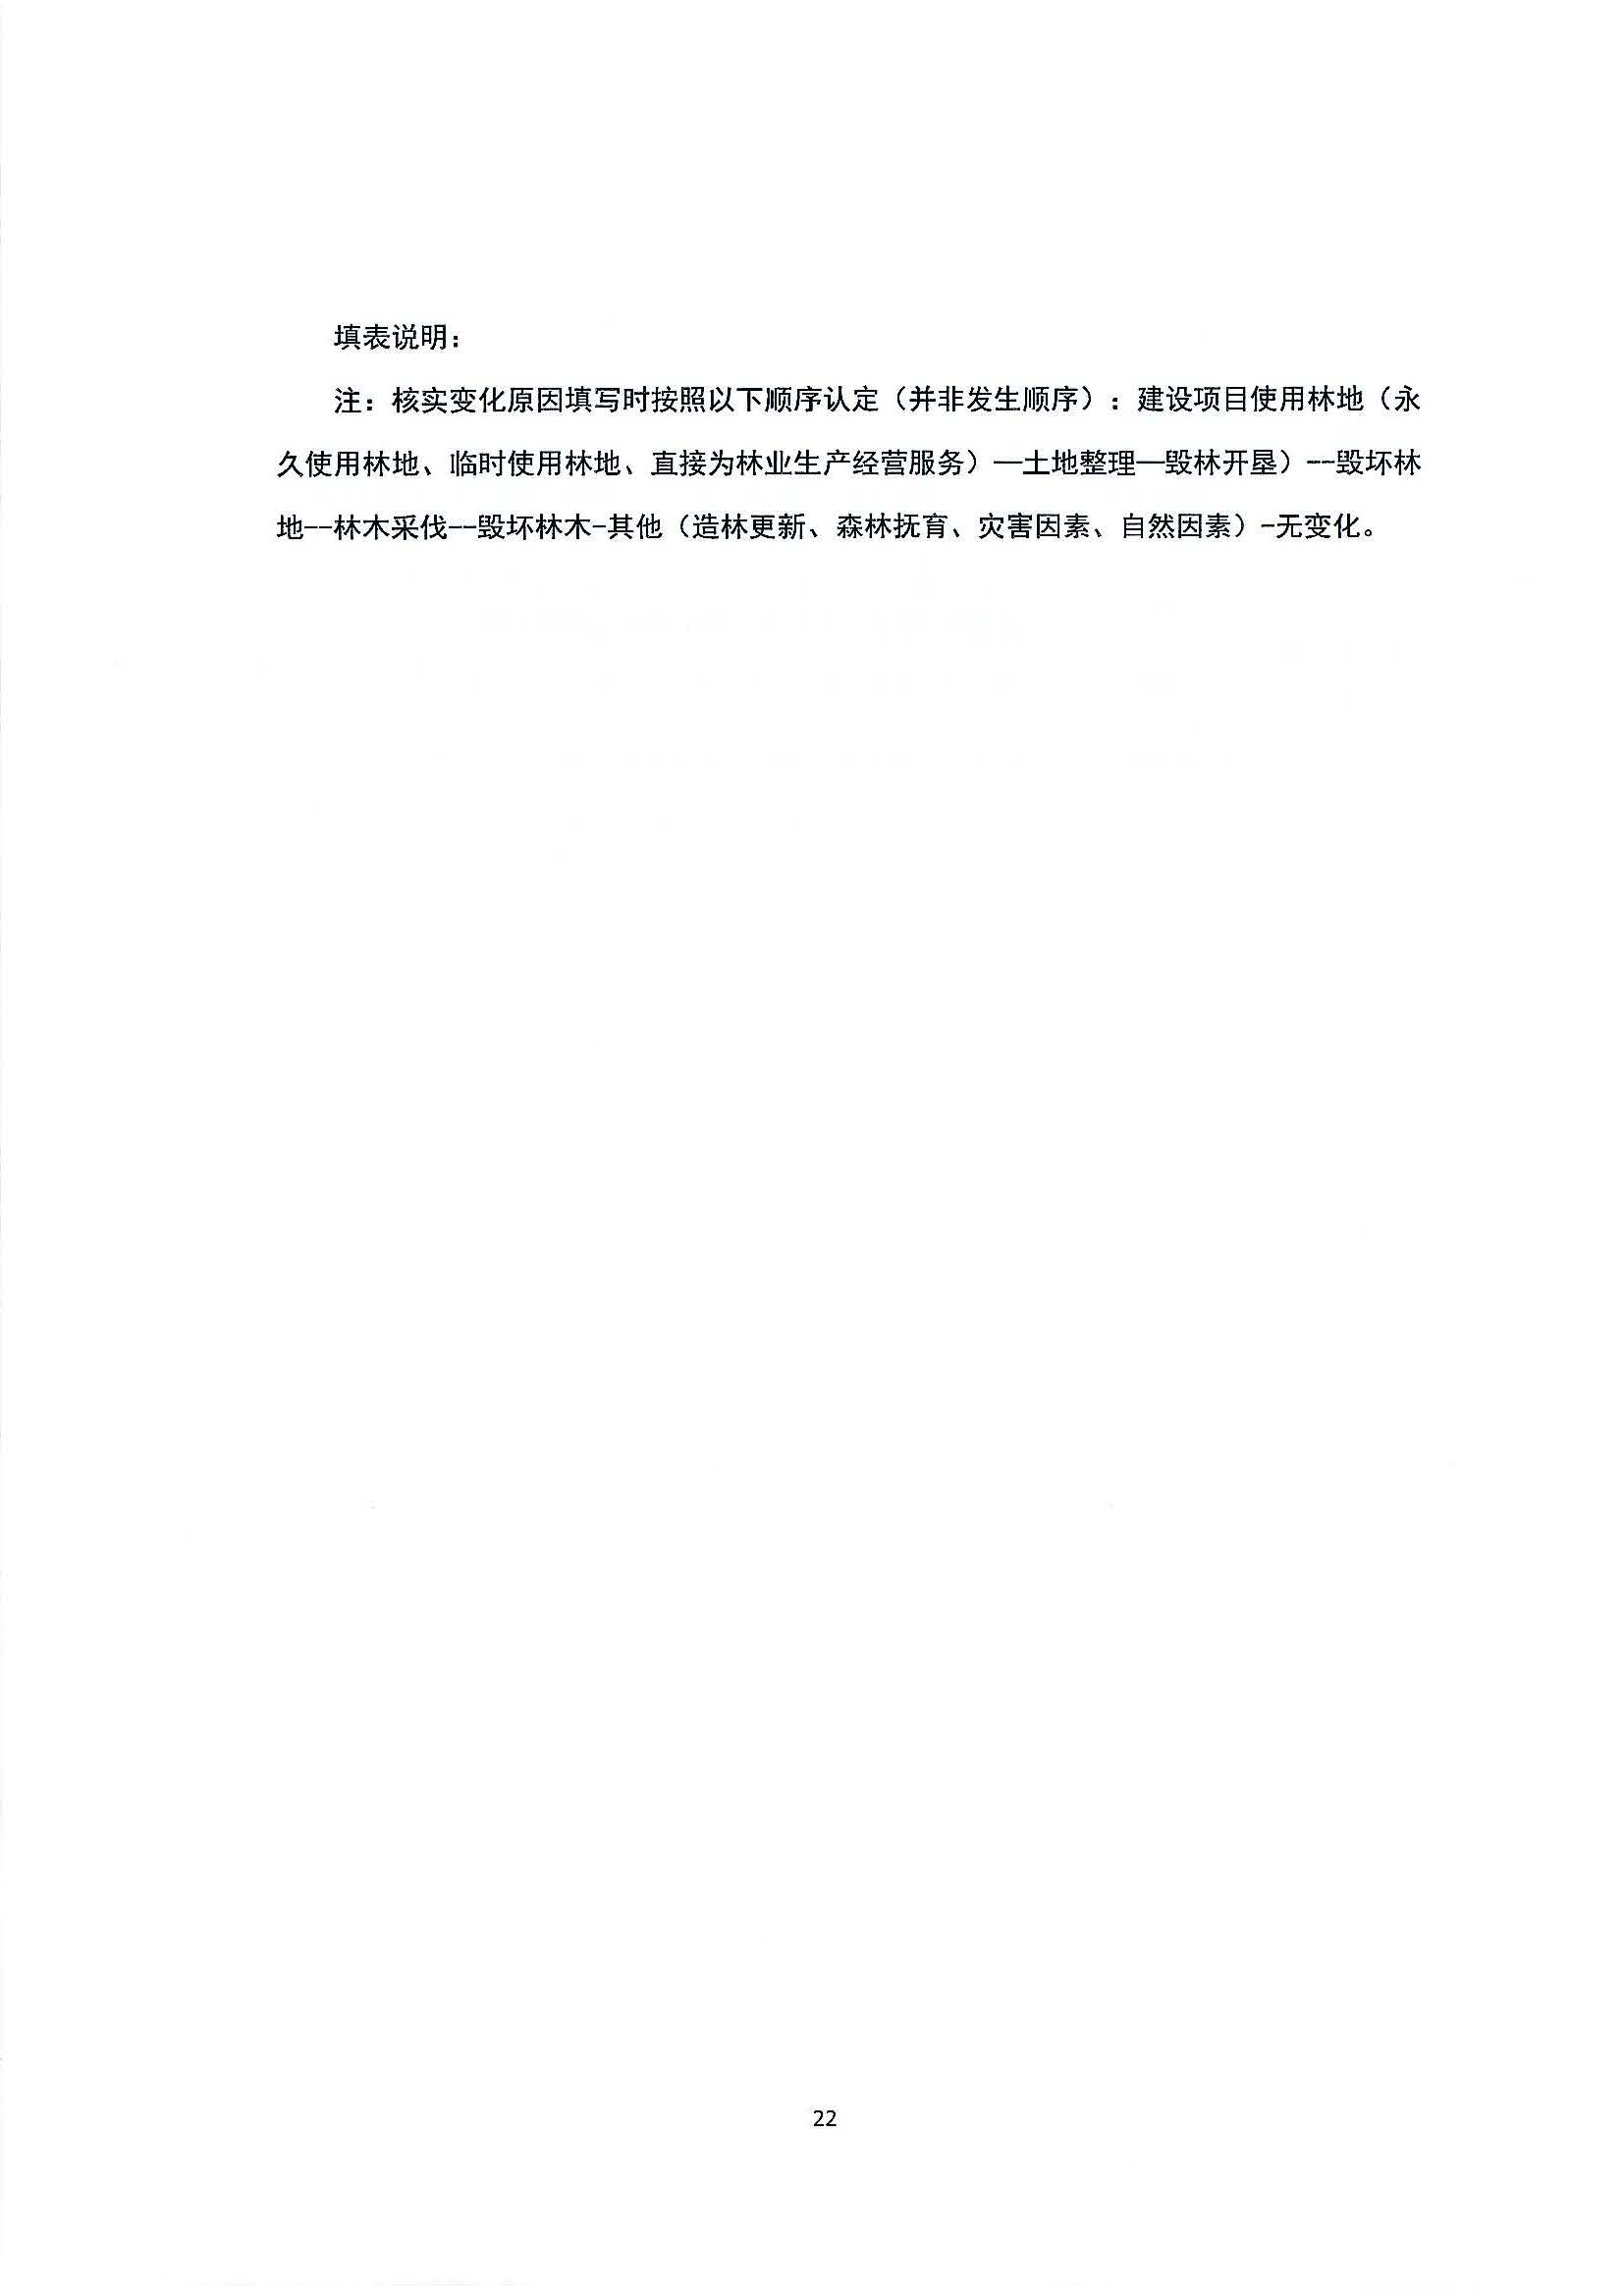 填表说明：
注：核实变化原因填写时按照以下顺序认定（并非发生顺序）：建设项目使用林地（永
久使用林地、临时使用林地、直接为林业生产经营服务）—土地整理—毁林开垦）--毁坏林
地--林木采伐--毁坏林木-其他（造林更新、森林抚育、灾害因素、自然因素）-无变化。
22